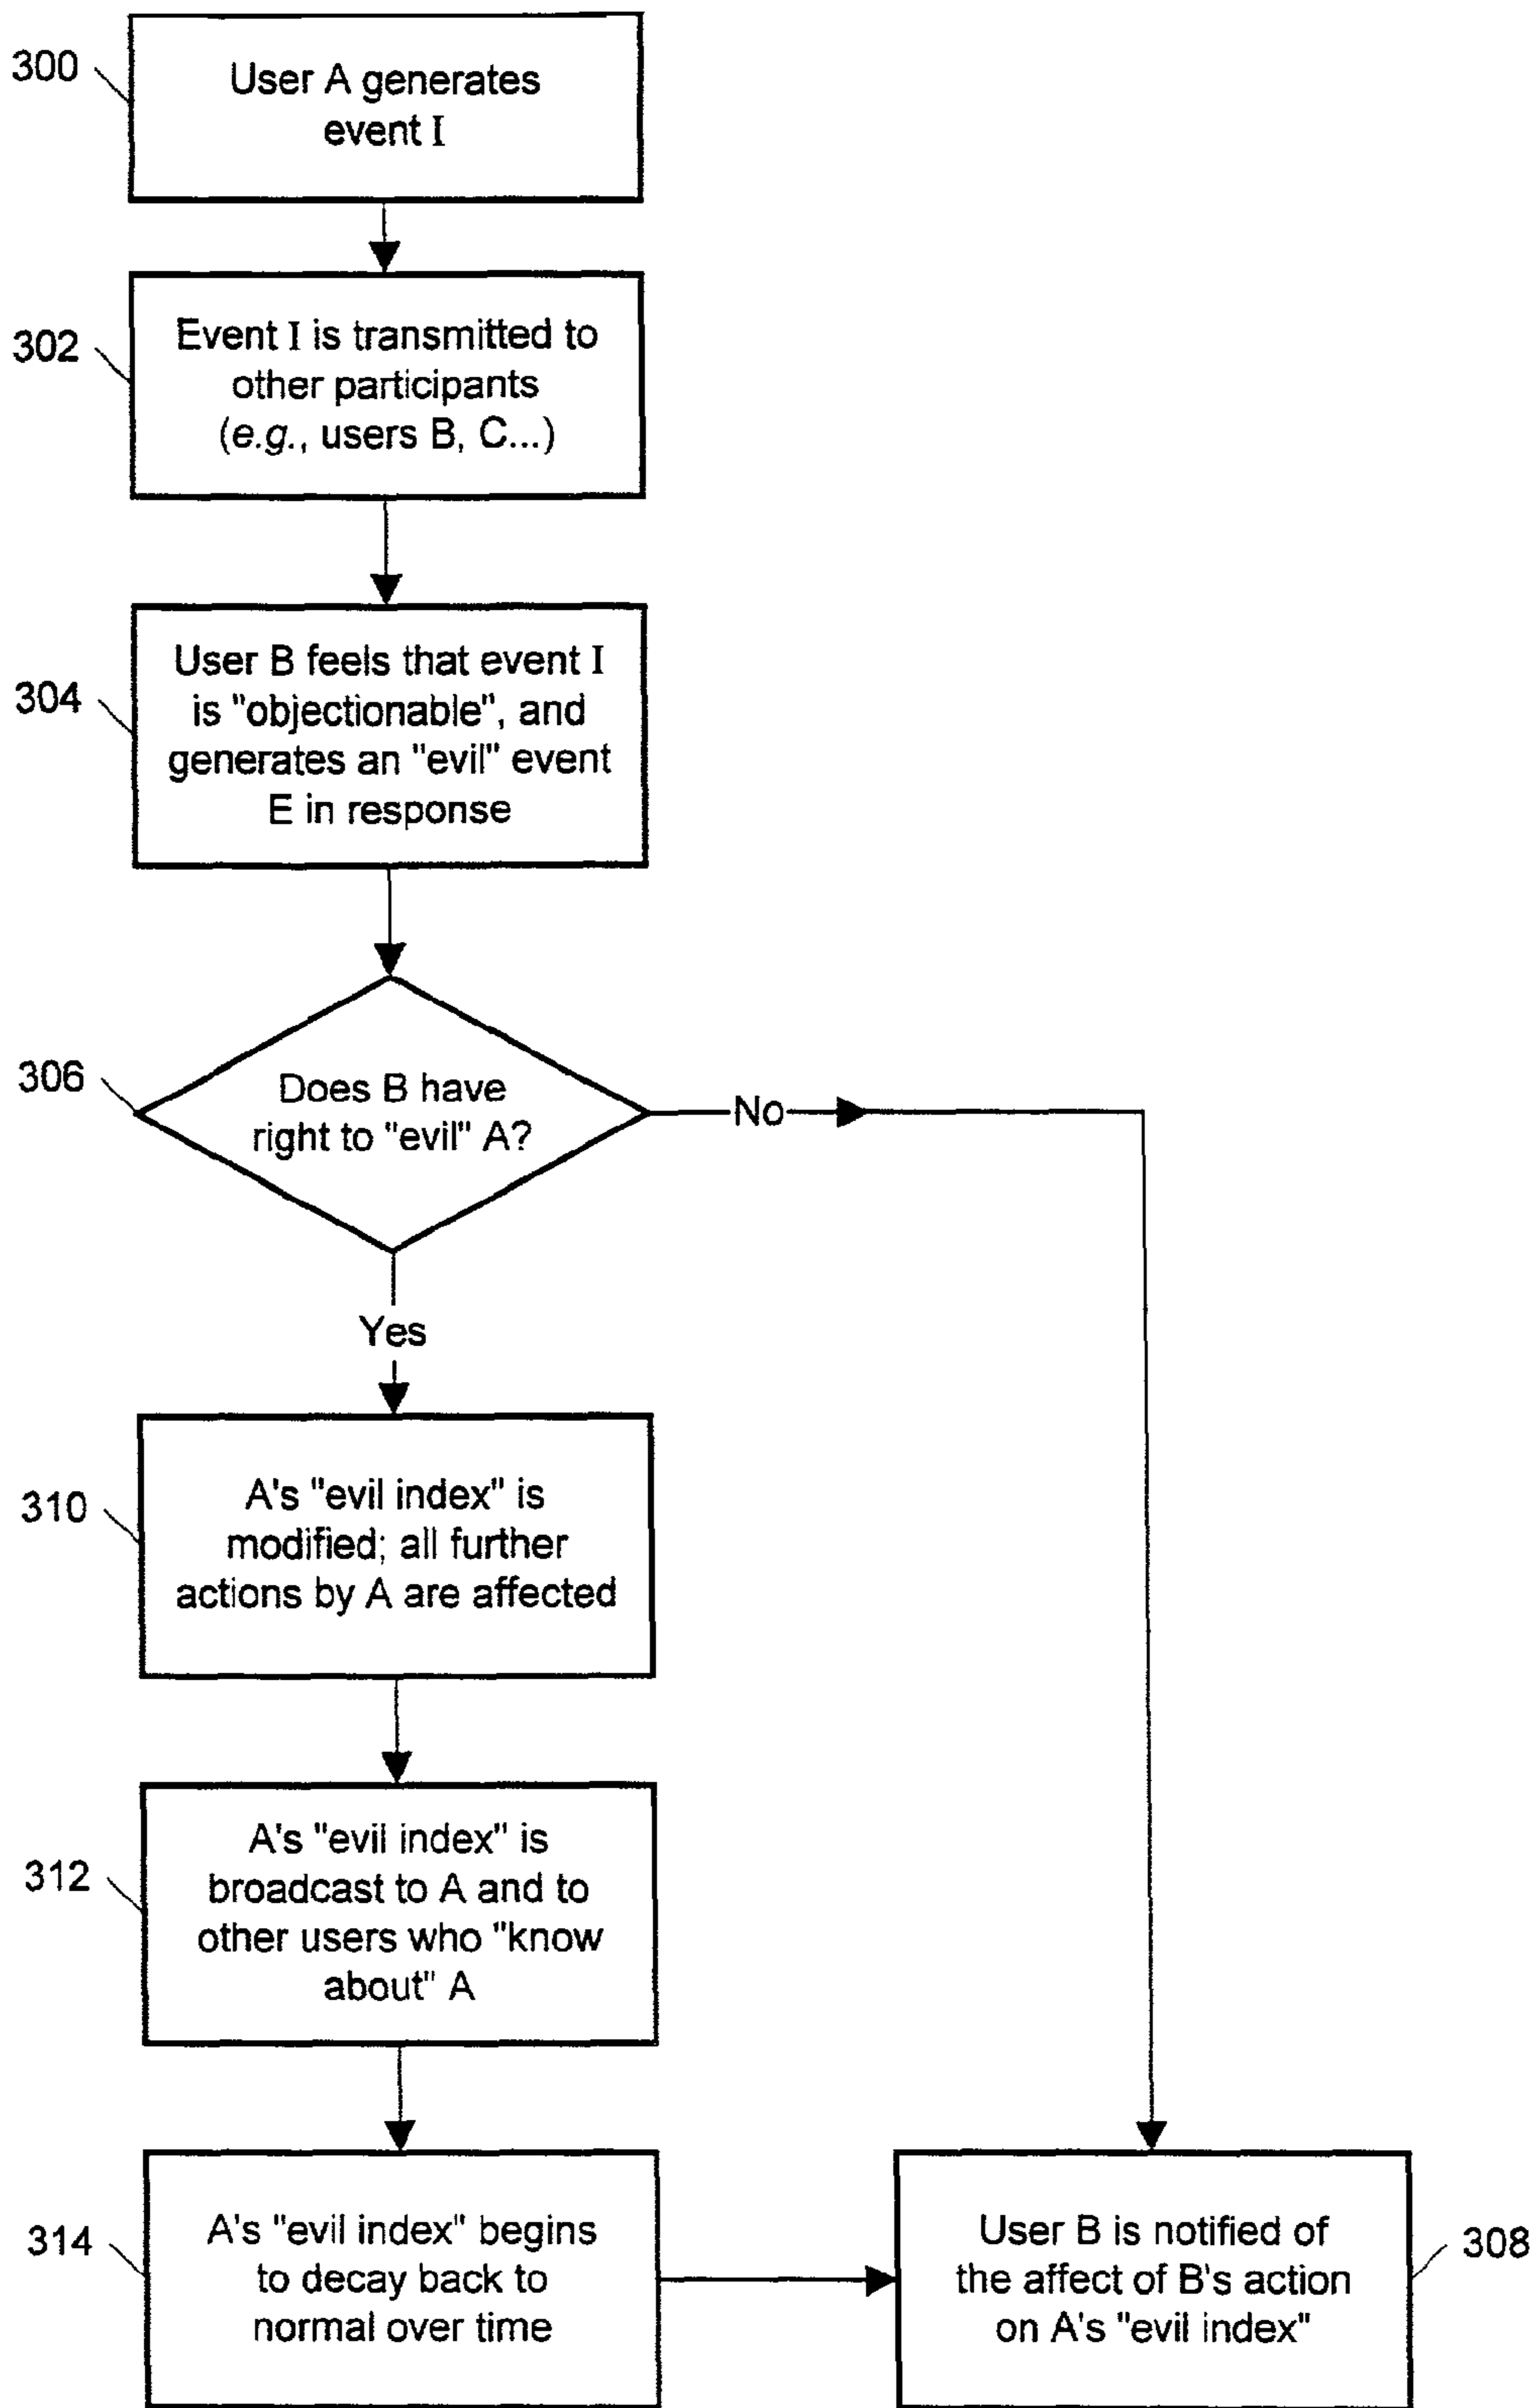 300
User A generates
event I
302
Event I is transmitted to
other participants
(e.g., users B, C...)
304
User B feels that event I
is "objectionable", and
generates an "evil" event
E in response
306
Does B have
right to "evil" A?
No
Yes
310
A's "evil index" is
modified; all further
actions by A are affected
312
A's "evil index" is
broadcast to A and to
other users who "know
about" A
314
A's "evil index" begins
to decay back to
normal over time
User B is notified of
the affect of B's action
on A's "evil index"
308